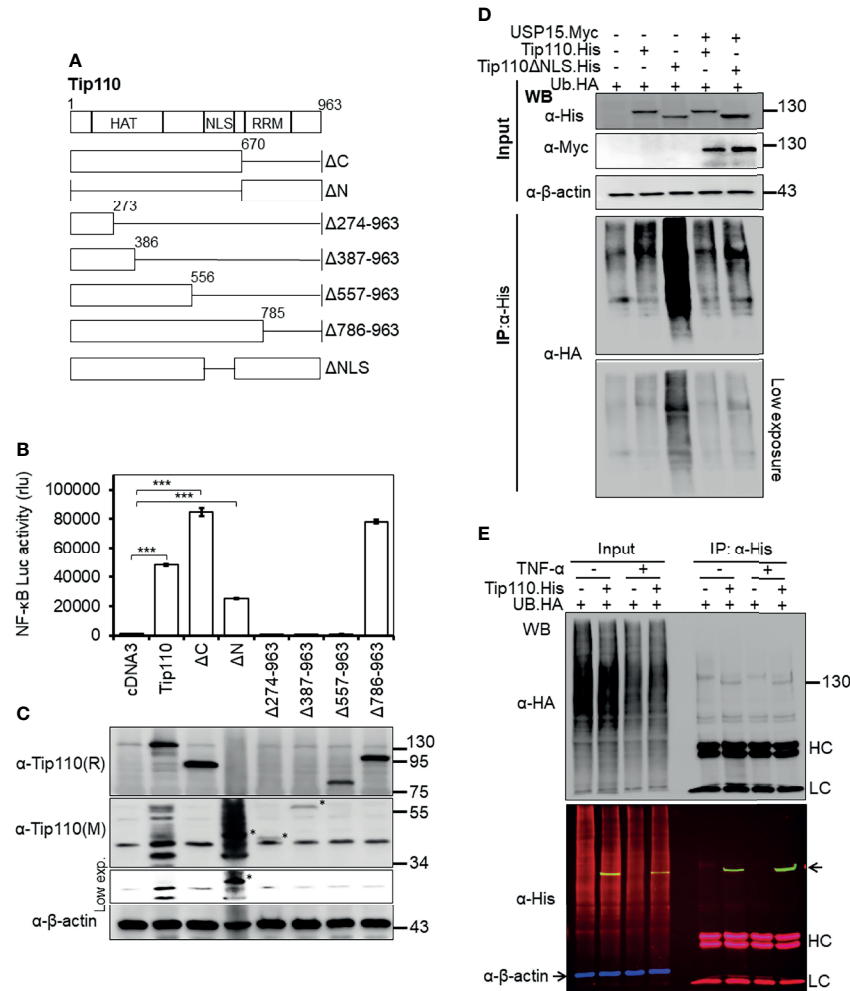 A
Tip110
1 963
HAT NLS RRM
670
ΔC
ΔN
273
Δ274-963
386
Δ387-963
556
Δ557-963
785
Δ786-963
ΔNLS
B
NF-κB Luc activity (rlu)
100000
80000
60000
40000
20000
0
***
***
***
cDNA3
Tip110
ΔC
ΔN
Δ274-963
Δ387-963
Δ557-963
Δ786-963
C
α-Tip110(R)
130
95
75
α-Tip110(M)
55
34
* * *
Low exp.
*
α-β-actin
43
D
USP15.Myc - - - + +
Tip110.His - + - + -
Tip110ΔNLS.His - - + - +
Ub.HA + + + + +
WB
Input
α-His 130
α-Myc 130
α-β-actin 43
IP:α-His
α-HA
Low exposure
E
Input IP: α-His
TNF-α - + - +
Tip110.His - + - + - + - +
UB.HA + + + + + + + +
WB
α-HA
130
HC
LC
α-His
HC
α-β-actin
LC